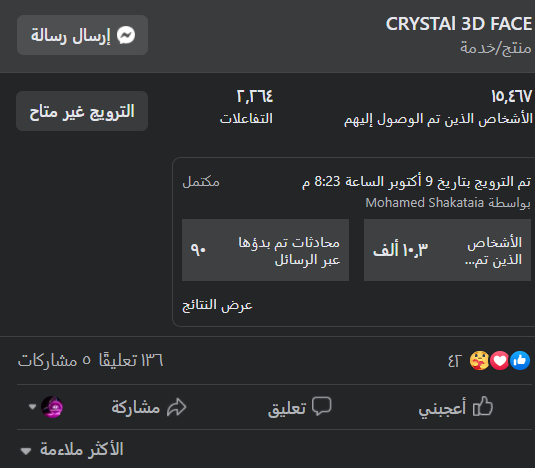 CRYSTAl 3D FACE
منتج/خدمة
إرسال رسالة
١٥,٤٦٧
الأشخاص الذين تم الوصول إليهم
٢,٢٦٤
التفاعلات
الترويج غير متاح
تم الترويج بتاريخ 9 أكتوبر الساعة 8:23 م
مكتمل
بواسطة Mohamed Shakataia
الأشخاص
الذين تم...
١٠٫٣ ألف
محادثات تم بدؤها
عبر الرسائل
٩٠
عرض النتائج
٤٢
١٣٦ تعليقًا ٥ مشاركات
أعجبني
تعليق
مشاركة
الأكثر ملاءمة